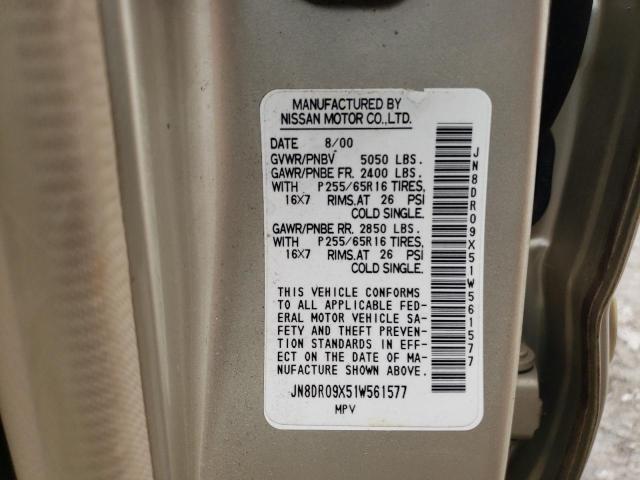 MANUFACTURED BY
NISSAN MOTOR CO.,LTD.
DATE 8/00
GVWR/PNBV 5050 LBS.
GAWR/PNBE FR. 2400 LBS.
WITH P255/65R16 TIRES,
16X7 RIMS,AT 26 PSI
COLD SINGLE.
GAWR/PNBE RR. 2850 LBS.
WITH P255/65R16 TIRES,
16X7 RIMS,AT 26 PSI
COLD SINGLE.
THIS VEHICLE CONFORMS
TO ALL APPLICABLE FED-
ERAL MOTOR VEHICLE SA-
FETY AND THEFT PREVEN-
TION STANDARDS IN EFF-
ECT ON THE DATE OF MA-
NUFACTURE SHOWN ABOVE.
JN8DR09X51W561577
MPV
JN8DR09X51W561577